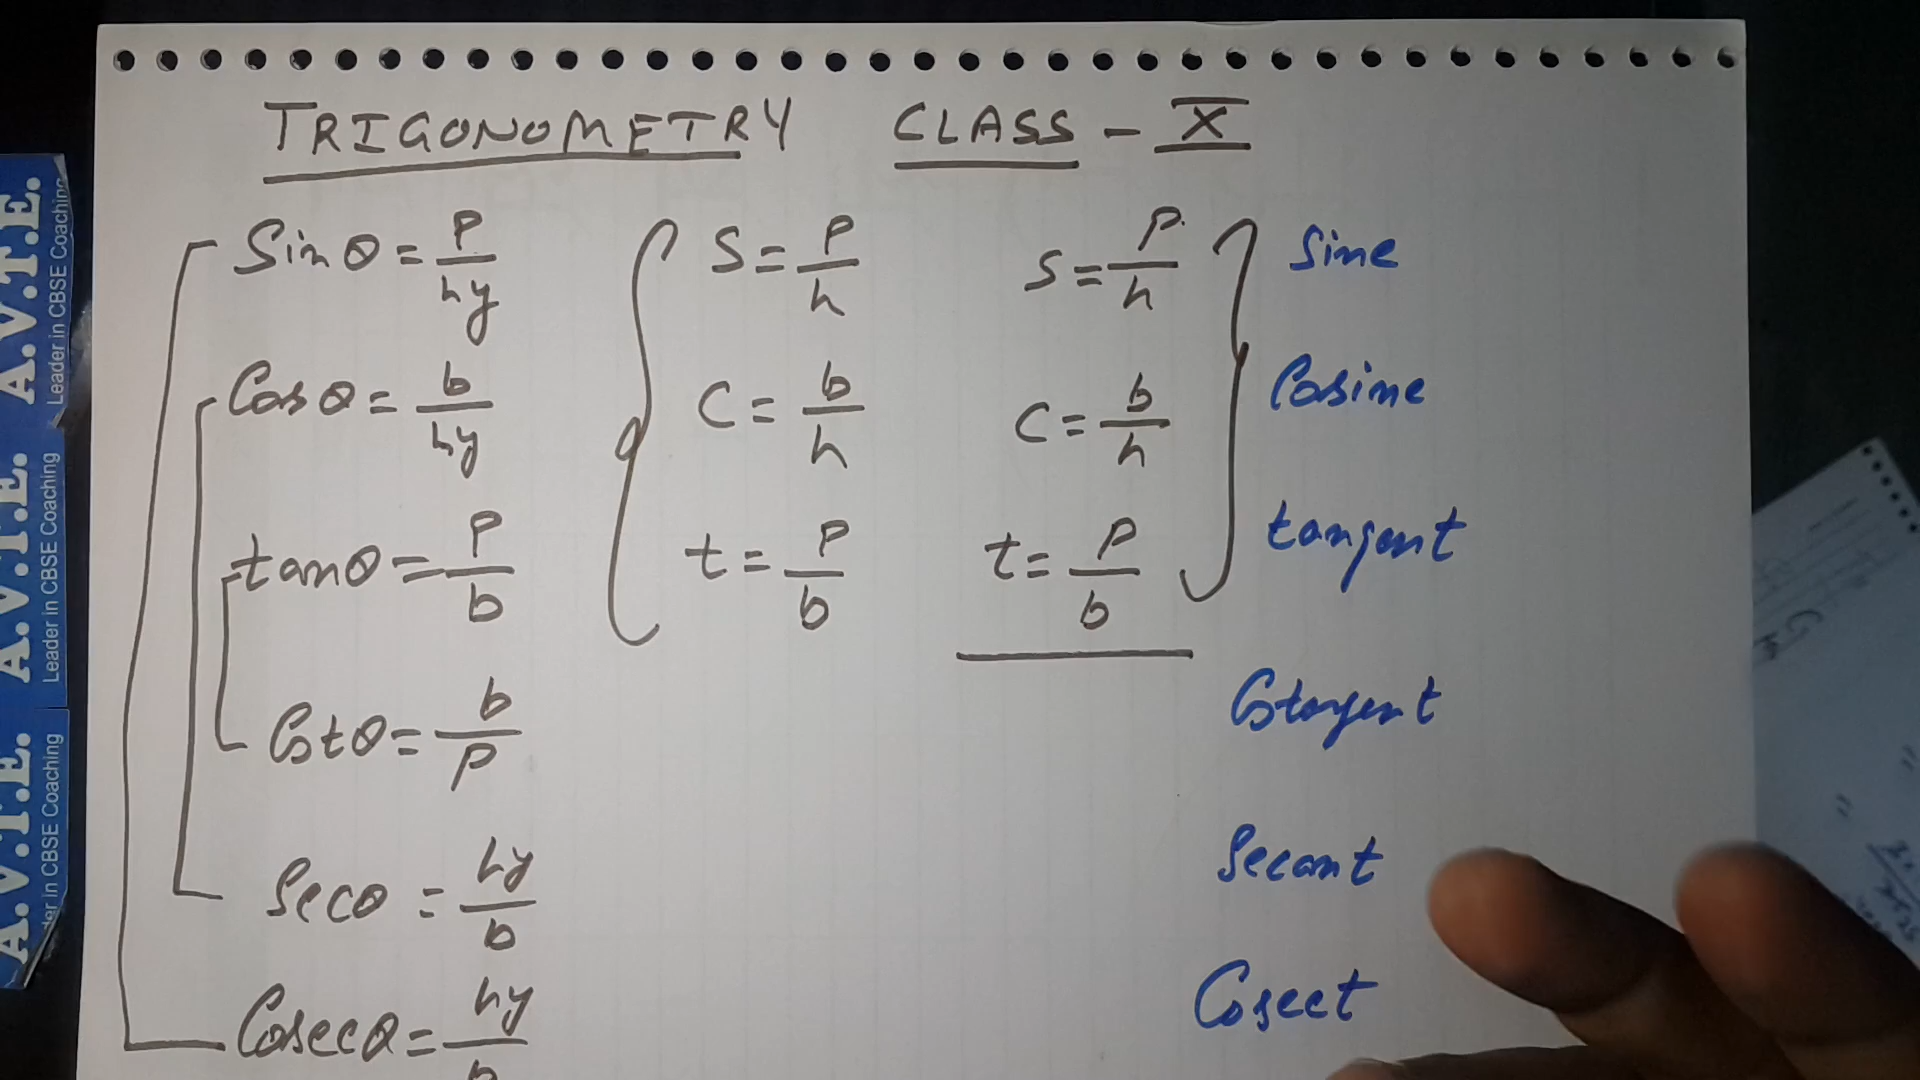 TRIGONOMETRY CLASS - X
Sinθ = P/hy
Cosθ = b/hy
tanθ = P/b
Cotθ = b/P
Secθ = hy/b
Cosecθ = hy/
S = P/h
C = b/h
t = P/b
S = P/h
C = b/h
t = P/b
Sine
Cosine
tangent
Cotangent
Secant
Cosect
A.V.T.E.
Leader in CBSE Coaching
A.V.T.E.
Leader in CBSE Coaching
A.V.T.E.
der in CBSE Coaching